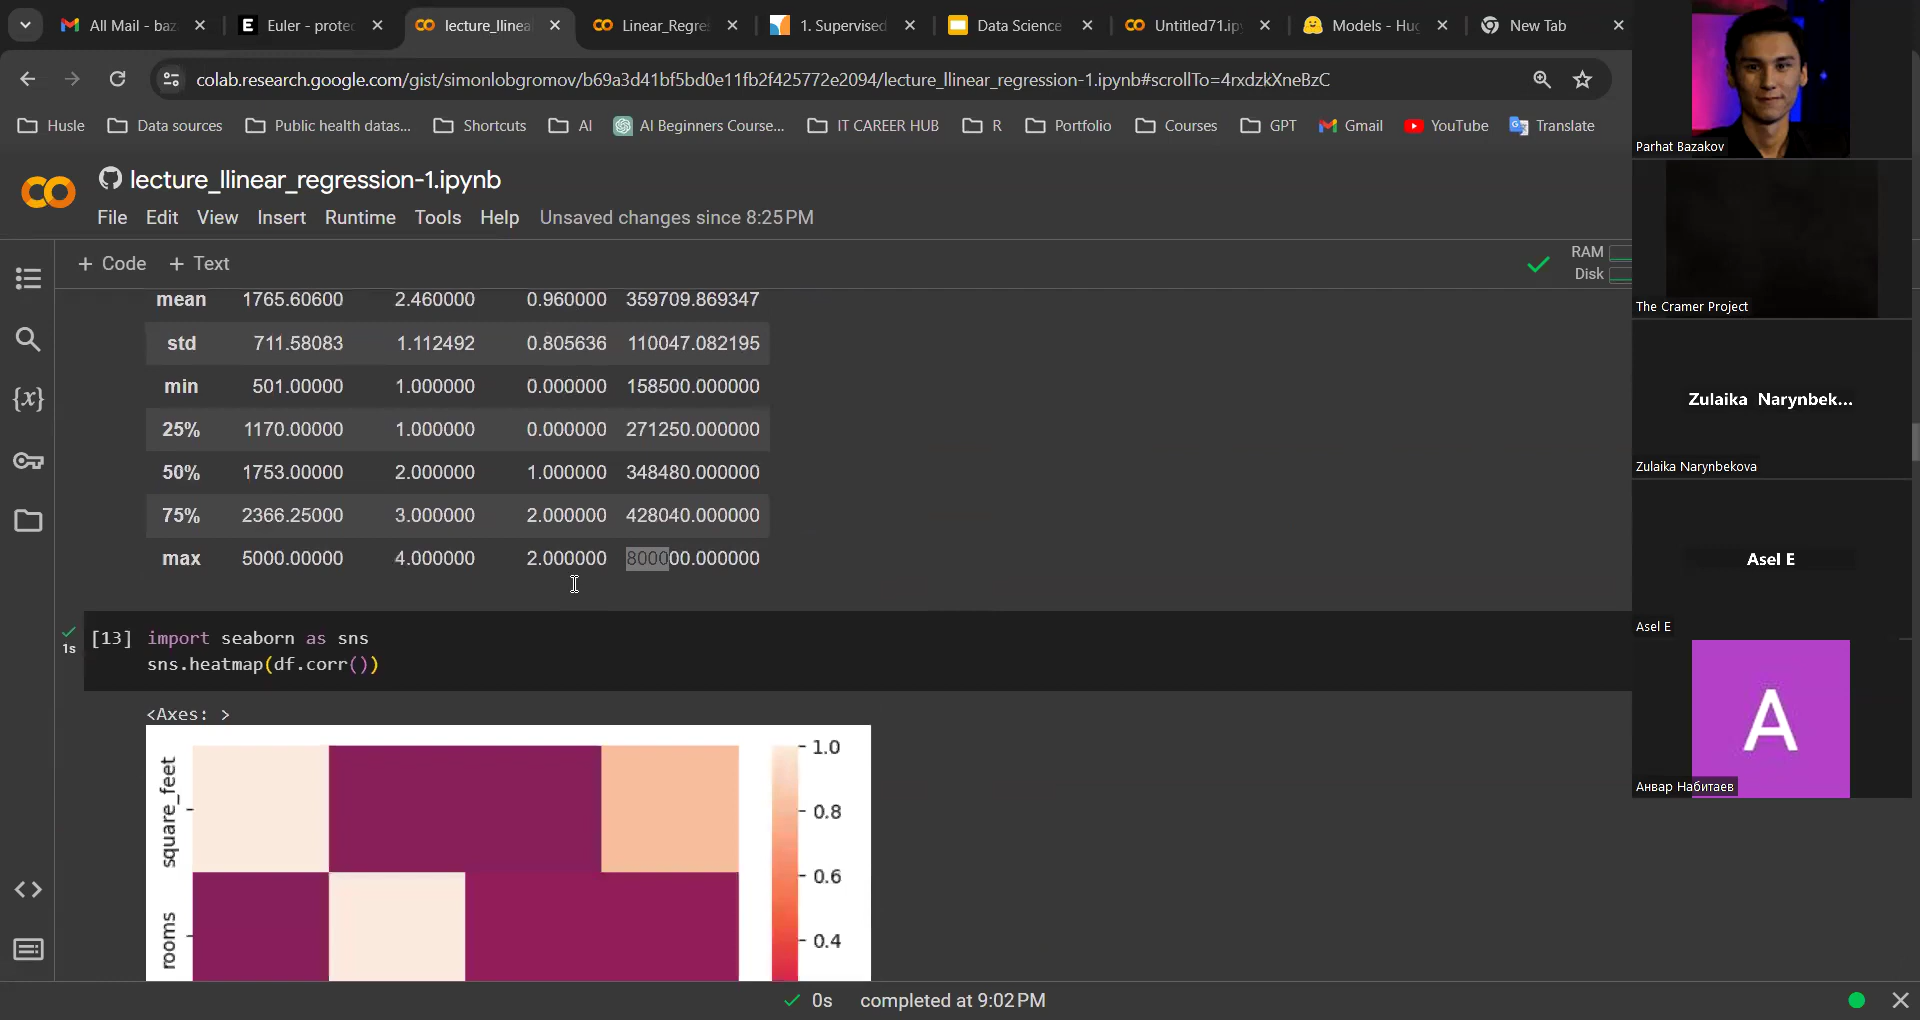 All Mail - baz
Euler - protec
lecture_llinea
Linear_Regre
1. Supervised
Data Science
Untitled71.ip
Models - Hug
New Tab
colab.research.google.com/gist/simonlobgromov/b69a3d41bf5bd0e11fb2f425772e2094/lecture_llinear_regression-1.ipynb#scrollTo=4rxdzkXneBzC
Husle
Data sources
Public health datas...
Shortcuts
AI
AI Beginners Course...
IT CAREER HUB
R
Portfolio
Courses
GPT
Gmail
YouTube
Translate
Parhat Bazakov
lecture_llinear_regression-1.ipynb
File Edit View Insert Runtime Tools Help Unsaved changes since 8:25 PM
+ Code + Text
RAM
Disk
The Cramer Project
mean 1765.60600 2.460000 0.960000 359709.869347
std 711.58083 1.112492 0.805636 110047.082195
min 501.00000 1.000000 0.000000 158500.000000
25% 1170.00000 1.000000 0.000000 271250.000000
50% 1753.00000 2.000000 1.000000 348480.000000
75% 2366.25000 3.000000 2.000000 428040.000000
max 5000.00000 4.000000 2.000000 800000.000000
{x}
Zulaika Narynbek...
Zulaika Narynbekova
Asel E
Asel E
[13] import seaborn as sns
sns.heatmap(df.corr())
1s
<Axes: >
square_feet
rooms
1.0
0.8
0.6
0.4
A
Анвар Набитаев
0s completed at 9:02 PM